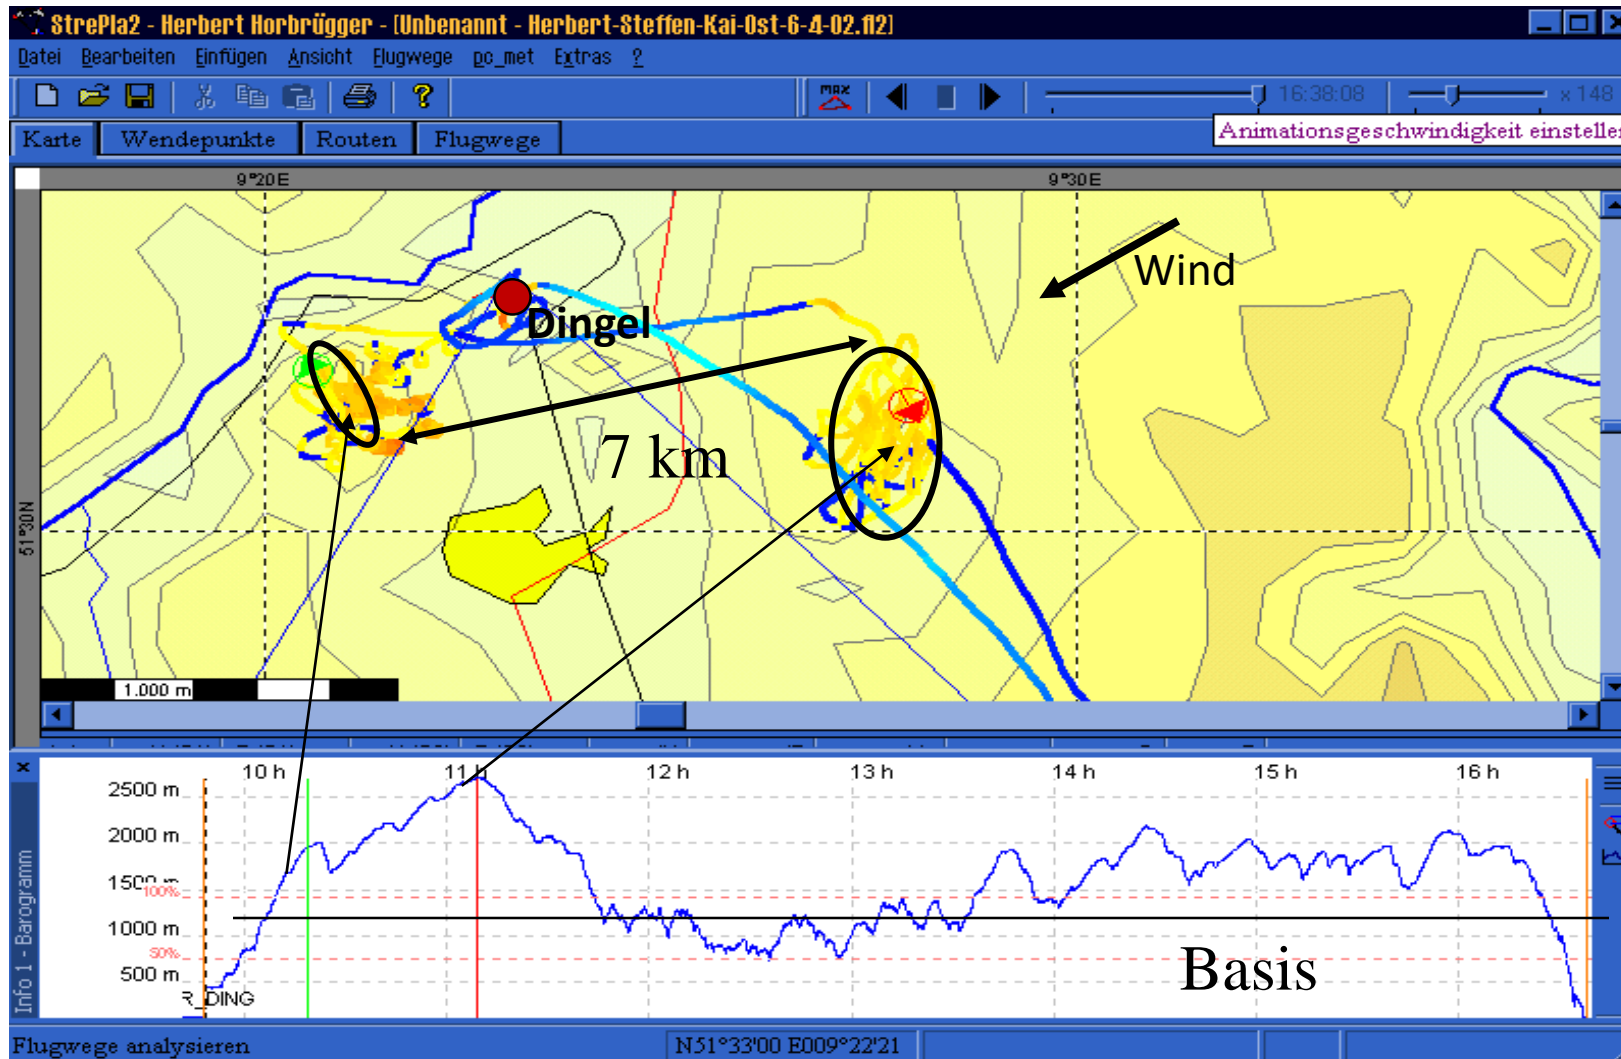 StrePla2 - Herbert Horbrügger - [Unbenannt - Herbert-Steffen-Kai-Ost-6-4-02.fl2]
Datei Bearbeiten Einfügen Ansicht Flugwege pc_met Extras ?
MAX 16:38:08 x 148
Animationsgeschwindigkeit einstellen
Karte Wendepunkte Routen Flugwege
9°20E 9°30E
Wind
Dingel
7 km
51°30N
1.000 m
10 h 11 h 12 h 13 h 14 h 15 h 16 h
2500 m
2000 m
1500 m
100%
1000 m
50%
500 m
R_DING
Basis
Info 1 - Barogramm
Flugwege analysieren N51°33'00 E009°22'21